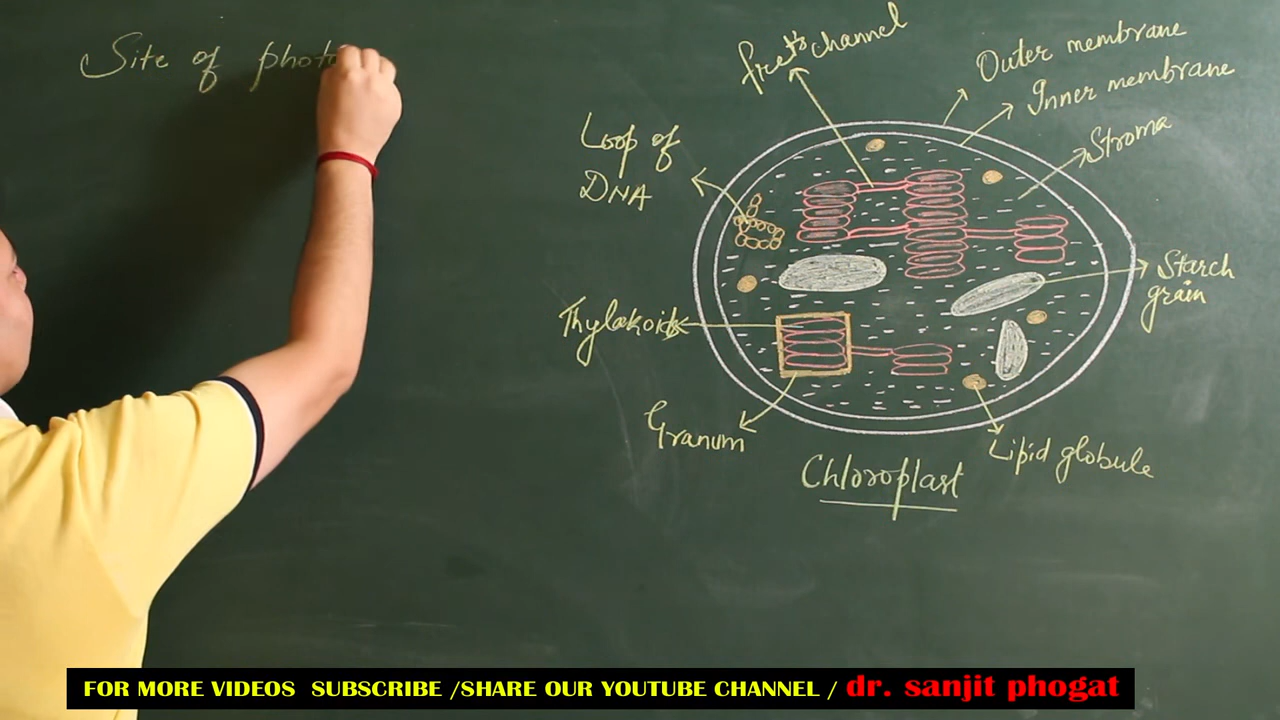 Site of photo
fret's channel
Outer membrane
Inner membrane
Stroma
Loop of
DNA
Starch
grain
Thylakoid
Granum
Lipid globule
Chloroplast
FOR MORE VIDEOS SUBSCRIBE /SHARE OUR YOUTUBE CHANNEL / dr. sanjit phogat